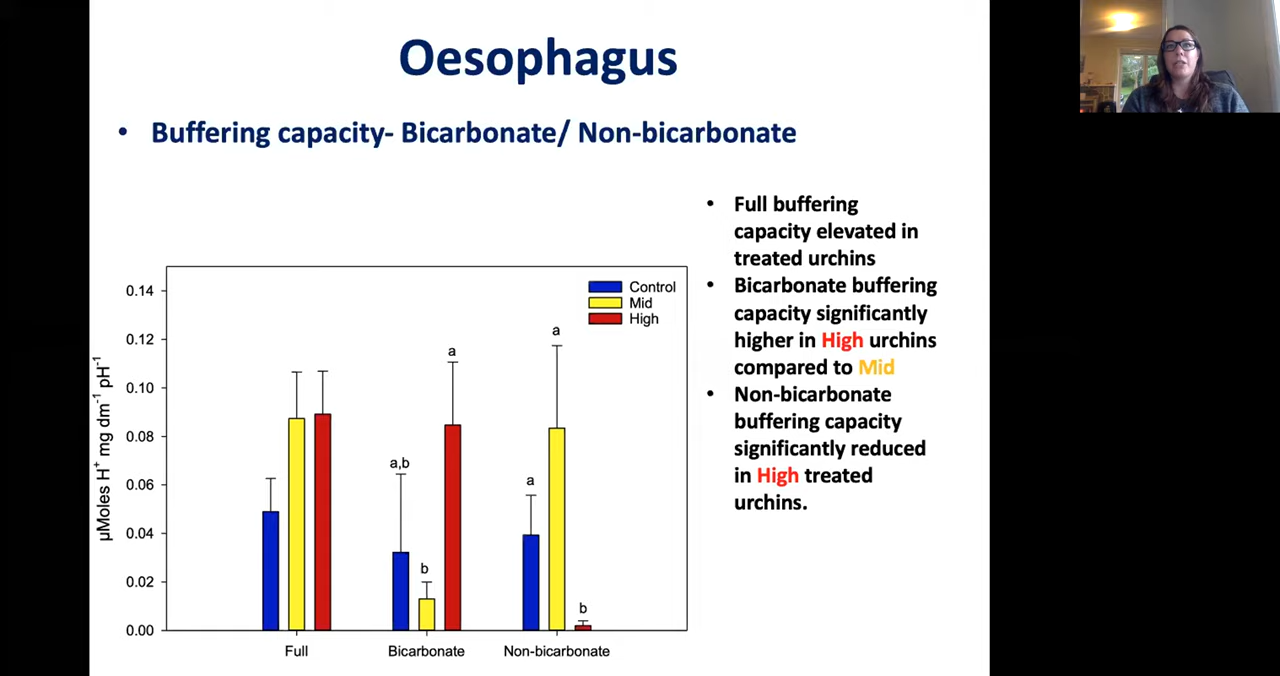 Oesophagus
• Buffering capacity- Bicarbonate/ Non-bicarbonate
• Full buffering
capacity elevated in
treated urchins
• Bicarbonate buffering
capacity significantly
higher in High urchins
compared to Mid
• Non-bicarbonate
buffering capacity
significantly reduced
in High treated
urchins.
µMoles H⁺ mg dm⁻¹ pH⁻¹
0.14
0.12
0.10
0.08
0.06
0.04
0.02
0.00
Control
Mid
High
a,b
b
a
a
a
b
Full
Bicarbonate
Non-bicarbonate